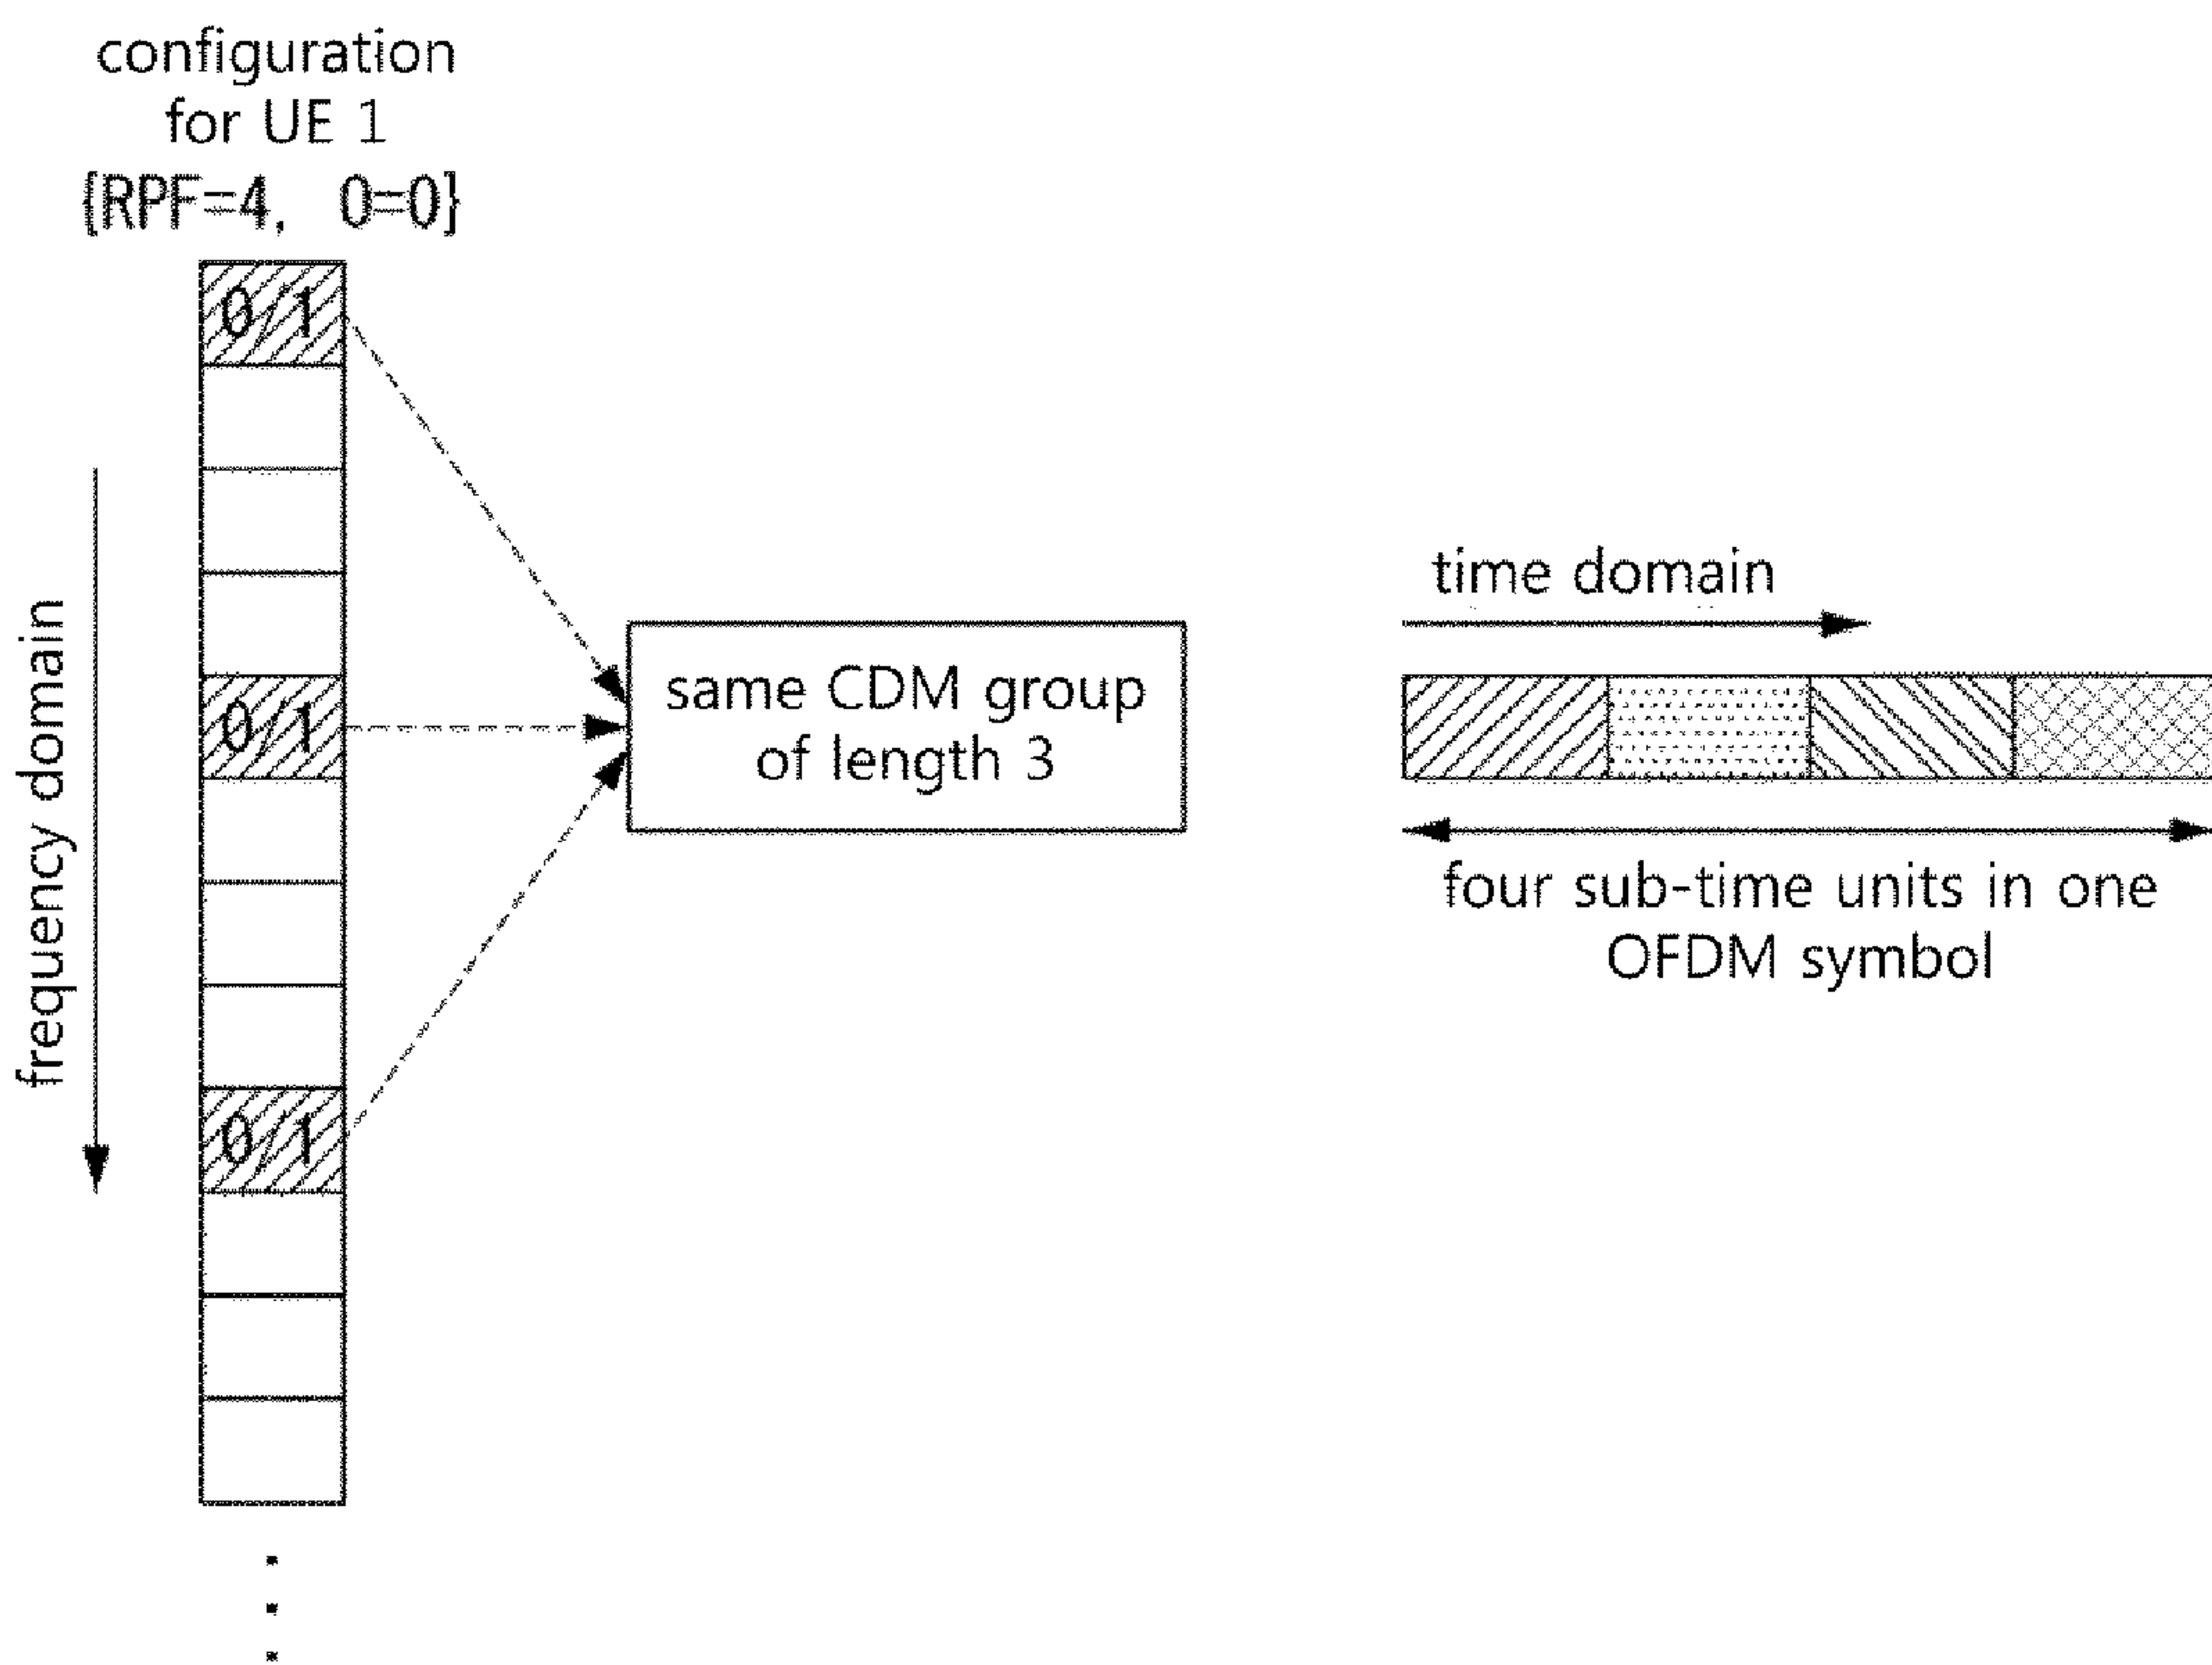 configuration
for UE 1
{RPF=4, 0=0}
0/1
0/1
0/1
frequency domain
same CDM group
of length 3
time domain
four sub-time units in one
OFDM symbol